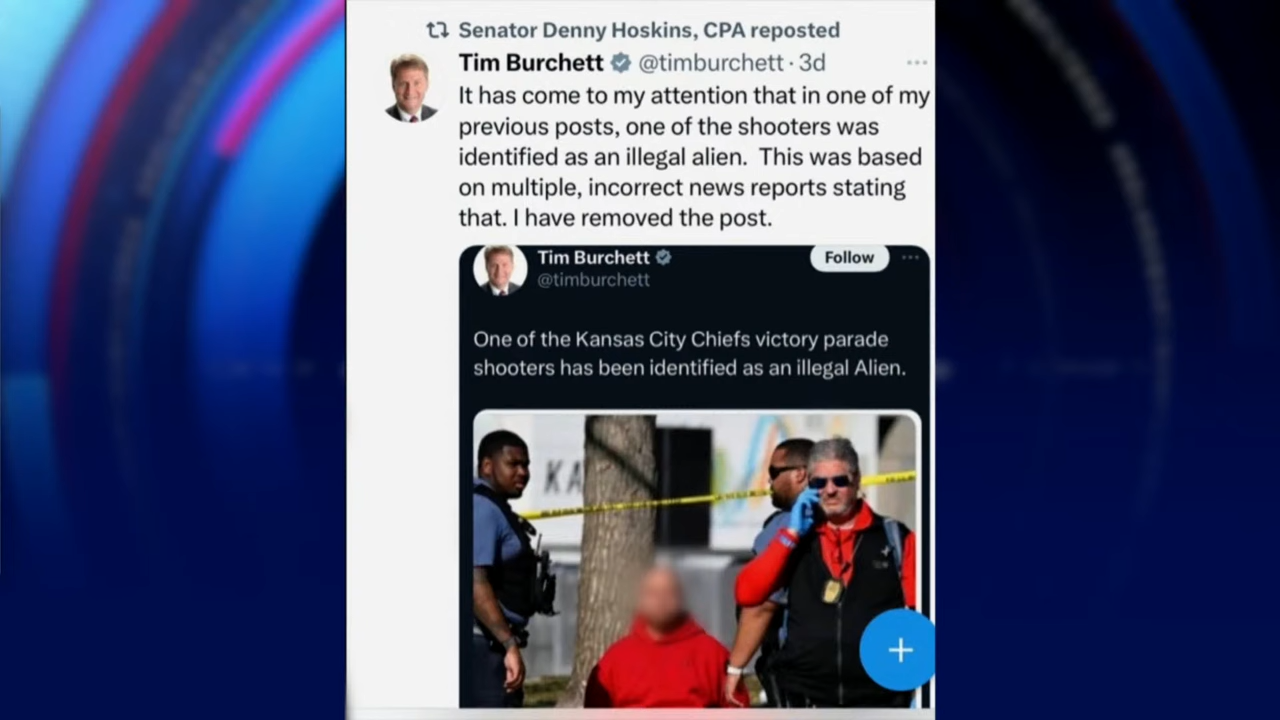 Senator Denny Hoskins, CPA reposted
Tim Burchett @timburchett · 3d
It has come to my attention that in one of my
previous posts, one of the shooters was
identified as an illegal alien.  This was based
on multiple, incorrect news reports stating
that. I have removed the post.
Tim Burchett
Follow
@timburchett
One of the Kansas City Chiefs victory parade
shooters has been identified as an illegal Alien.
KA